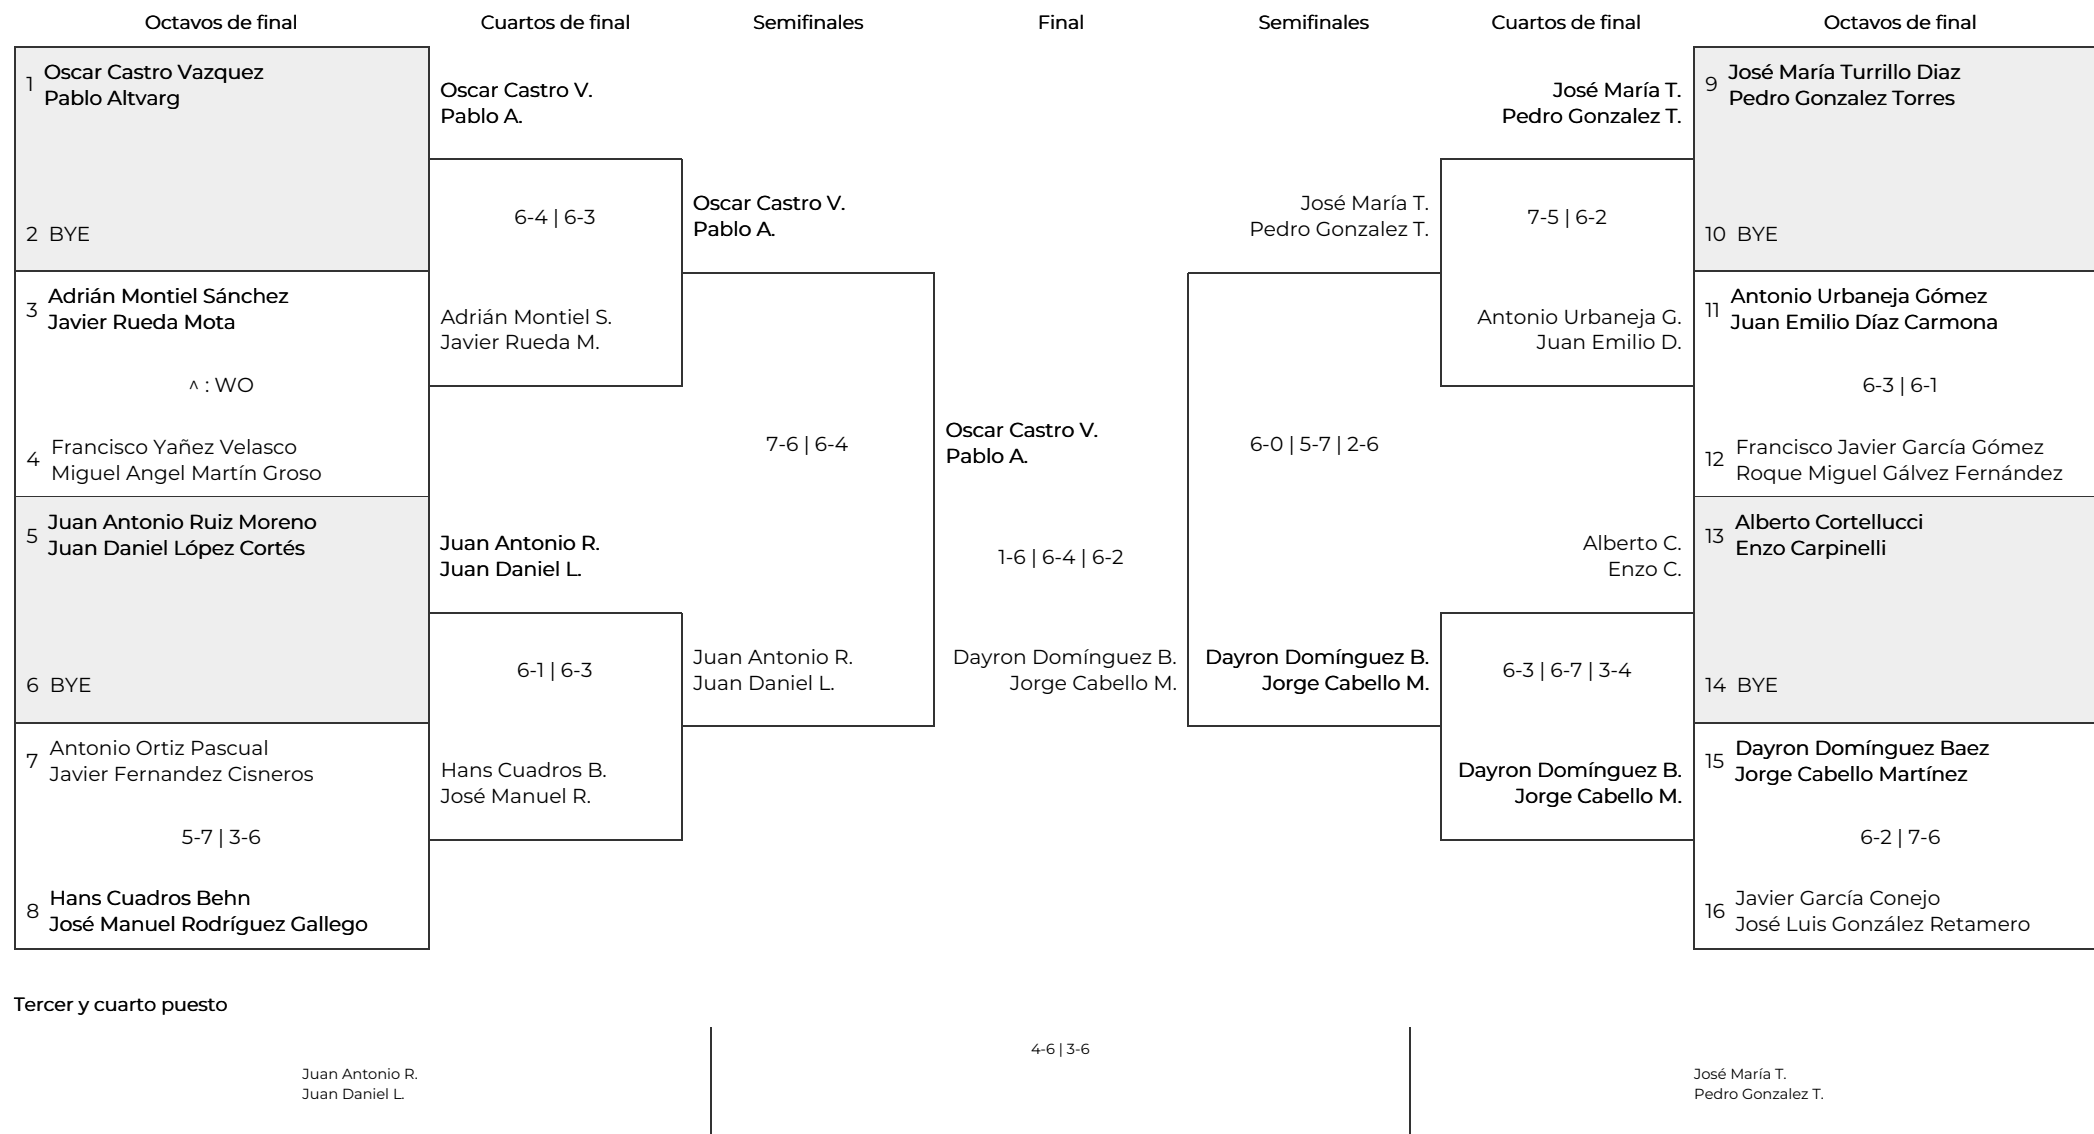 Octavos de final
Cuartos de final
Semifinales
Final
Semifinales
Cuartos de final
Octavos de final
1 Oscar Castro Vazquez
Pablo Altvarg
2 BYE
3 Adrián Montiel Sánchez
Javier Rueda Mota
^ : WO
4 Francisco Yañez Velasco
Miguel Angel Martín Groso
5 Juan Antonio Ruiz Moreno
Juan Daniel López Cortés
6 BYE
7 Antonio Ortiz Pascual
Javier Fernandez Cisneros
5-7 | 3-6
8 Hans Cuadros Behn
José Manuel Rodríguez Gallego
Oscar Castro V.
Pablo A.
6-4 | 6-3
Adrián Montiel S.
Javier Rueda M.
Juan Antonio R.
Juan Daniel L.
6-1 | 6-3
Hans Cuadros B.
José Manuel R.
Oscar Castro V.
Pablo A.
7-6 | 6-4
Juan Antonio R.
Juan Daniel L.
Oscar Castro V.
Pablo A.
1-6 | 6-4 | 6-2
Dayron Domínguez B.
Jorge Cabello M.
José María T.
Pedro Gonzalez T.
6-0 | 5-7 | 2-6
Dayron Domínguez B.
Jorge Cabello M.
José María T.
Pedro Gonzalez T.
7-5 | 6-2
Antonio Urbaneja G.
Juan Emilio D.
Alberto C.
Enzo C.
6-3 | 6-7 | 3-4
Dayron Domínguez B.
Jorge Cabello M.
9 José María Turrillo Diaz
Pedro Gonzalez Torres
10 BYE
11 Antonio Urbaneja Gómez
Juan Emilio Díaz Carmona
6-3 | 6-1
12 Francisco Javier García Gómez
Roque Miguel Gálvez Fernández
13 Alberto Cortellucci
Enzo Carpinelli
14 BYE
15 Dayron Domínguez Baez
Jorge Cabello Martínez
6-2 | 7-6
16 Javier García Conejo
José Luis González Retamero
Tercer y cuarto puesto
Juan Antonio R.
Juan Daniel L.
4-6 | 3-6
José María T.
Pedro Gonzalez T.